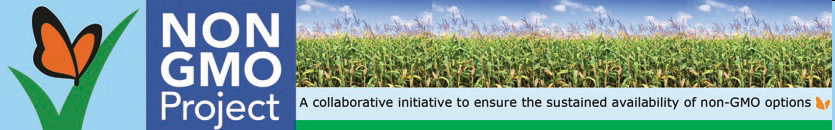 NON
GMO
Project
A collaborative initiative to ensure the sustained availability of non-GMO options